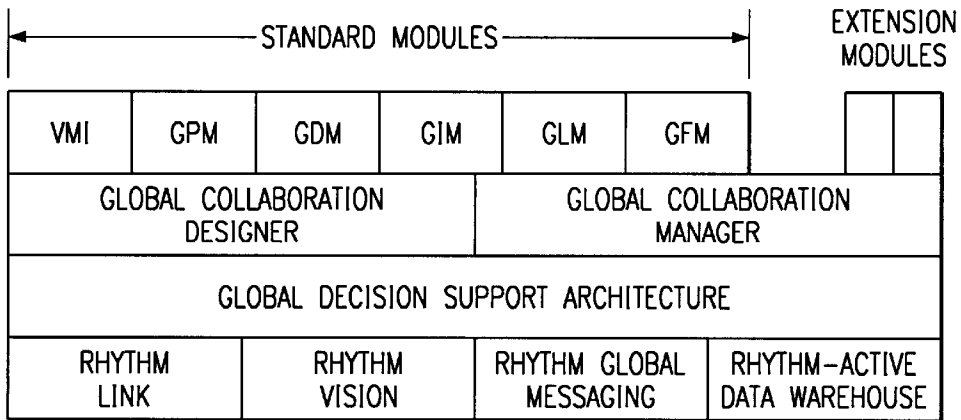 STANDARD MODULES
EXTENSION
MODULES
VMI GPM GDM GIM GLM GFM
GLOBAL COLLABORATION
DESIGNER
GLOBAL COLLABORATION
MANAGER
GLOBAL DECISION SUPPORT ARCHITECTURE
RHYTHM
LINK
RHYTHM
VISION
RHYTHM GLOBAL
MESSAGING
RHYTHM-ACTIVE
DATA WAREHOUSE